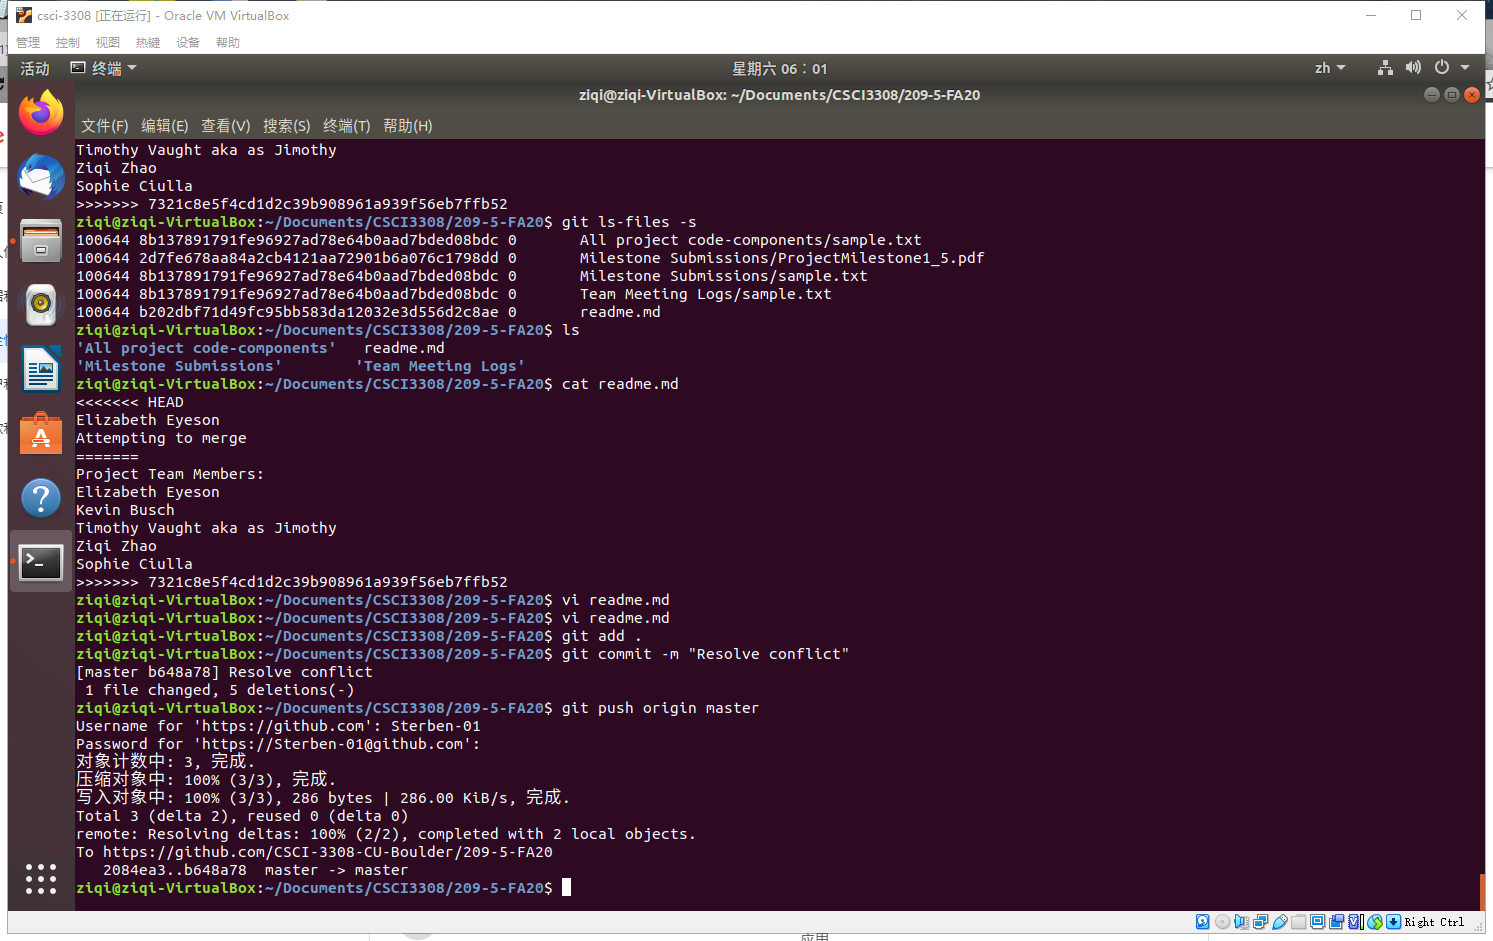 csci-3308 [正在运行] - Oracle VM VirtualBox
管理 控制 视图 热键 设备 帮助
活动 终端 星期六 06：01 zh
ziqi@ziqi-VirtualBox: ~/Documents/CSCI3308/209-5-FA20
文件(F) 编辑(E) 查看(V) 搜索(S) 终端(T) 帮助(H)
Timothy Vaught aka as Jimothy
Ziqi Zhao
Sophie Ciulla
>>>>>>> 7321c8e5f4cd1d2c39b908961a939f56eb7ffb52
ziqi@ziqi-VirtualBox:~/Documents/CSCI3308/209-5-FA20$ git ls-files -s
100644 8b137891791fe96927ad78e64b0aad7bded08bdc 0       All project code-components/sample.txt
100644 2d7fe678aa84a2cb4121aa72901b6a076c1798dd 0       Milestone Submissions/ProjectMilestone1_5.pdf
100644 8b137891791fe96927ad78e64b0aad7bded08bdc 0       Milestone Submissions/sample.txt
100644 8b137891791fe96927ad78e64b0aad7bded08bdc 0       Team Meeting Logs/sample.txt
100644 b202dbf71d49fc95bb583da12032e3d556d2c8ae 0       readme.md
ziqi@ziqi-VirtualBox:~/Documents/CSCI3308/209-5-FA20$ ls
'All project code-components'   readme.md
'Milestone Submissions'        'Team Meeting Logs'
ziqi@ziqi-VirtualBox:~/Documents/CSCI3308/209-5-FA20$ cat readme.md
<<<<<<< HEAD
Elizabeth Eyeson
Attempting to merge
=======
Project Team Members:
Elizabeth Eyeson
Kevin Busch
Timothy Vaught aka as Jimothy
Ziqi Zhao
Sophie Ciulla
>>>>>>> 7321c8e5f4cd1d2c39b908961a939f56eb7ffb52
ziqi@ziqi-VirtualBox:~/Documents/CSCI3308/209-5-FA20$ vi readme.md
ziqi@ziqi-VirtualBox:~/Documents/CSCI3308/209-5-FA20$ vi readme.md
ziqi@ziqi-VirtualBox:~/Documents/CSCI3308/209-5-FA20$ git add .
ziqi@ziqi-VirtualBox:~/Documents/CSCI3308/209-5-FA20$ git commit -m "Resolve conflict"
[master b648a78] Resolve conflict
 1 file changed, 5 deletions(-)
ziqi@ziqi-VirtualBox:~/Documents/CSCI3308/209-5-FA20$ git push origin master
Username for 'https://github.com': Sterben-01
Password for 'https://Sterben-01@github.com':
对象计数中: 3, 完成.
压缩对象中: 100% (3/3), 完成.
写入对象中: 100% (3/3), 286 bytes | 286.00 KiB/s, 完成.
Total 3 (delta 2), reused 0 (delta 0)
remote: Resolving deltas: 100% (2/2), completed with 2 local objects.
To https://github.com/CSCI-3308-CU-Boulder/209-5-FA20
   2084ea3..b648a78  master -> master
ziqi@ziqi-VirtualBox:~/Documents/CSCI3308/209-5-FA20$
Right Ctrl